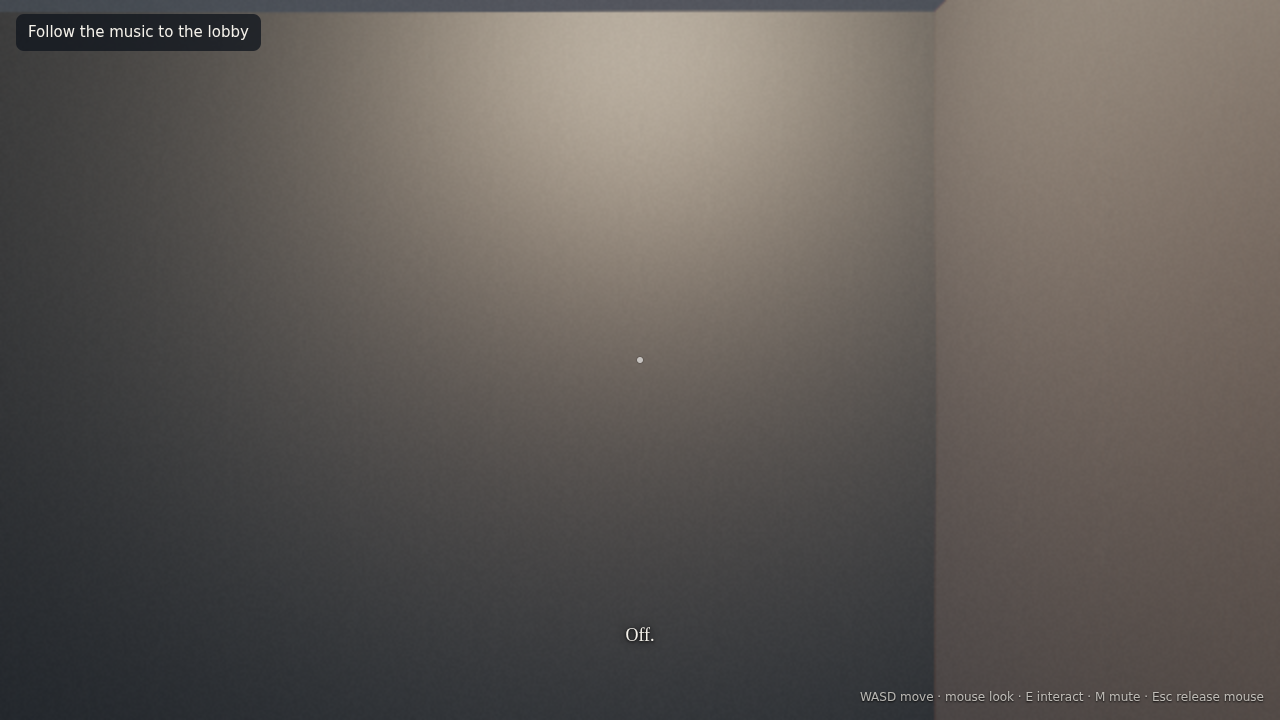 Follow the music to the lobby
Off.
WASD move · mouse look · E interact · M mute · Esc release mouse